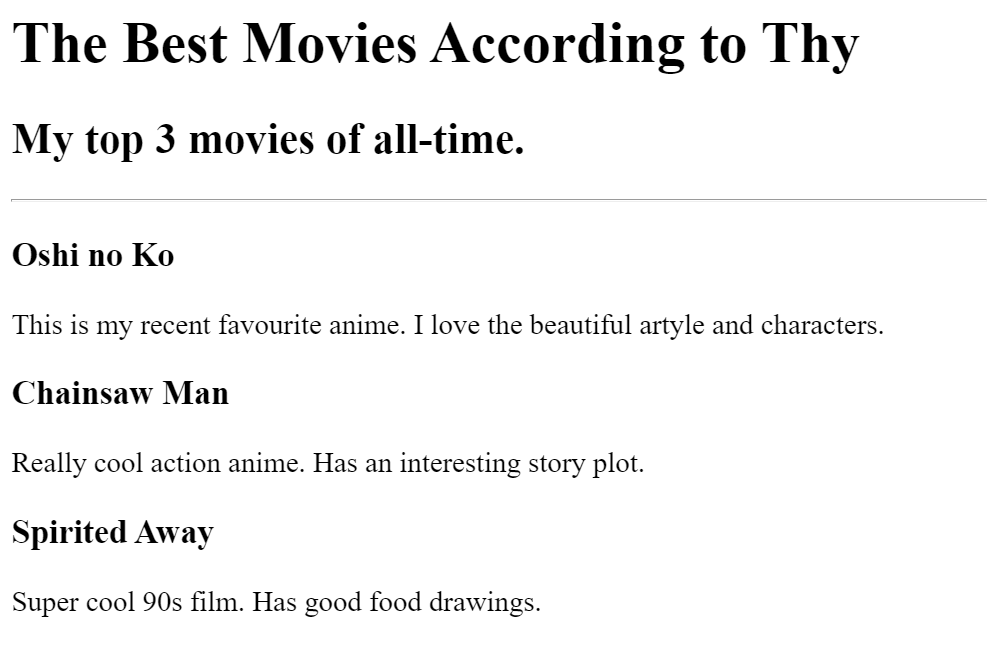 The Best Movies According to Thy
My top 3 movies of all-time.
Oshi no Ko
This is my recent favourite anime. I love the beautiful artyle and characters.
Chainsaw Man
Really cool action anime. Has an interesting story plot.
Spirited Away
Super cool 90s film. Has good food drawings.